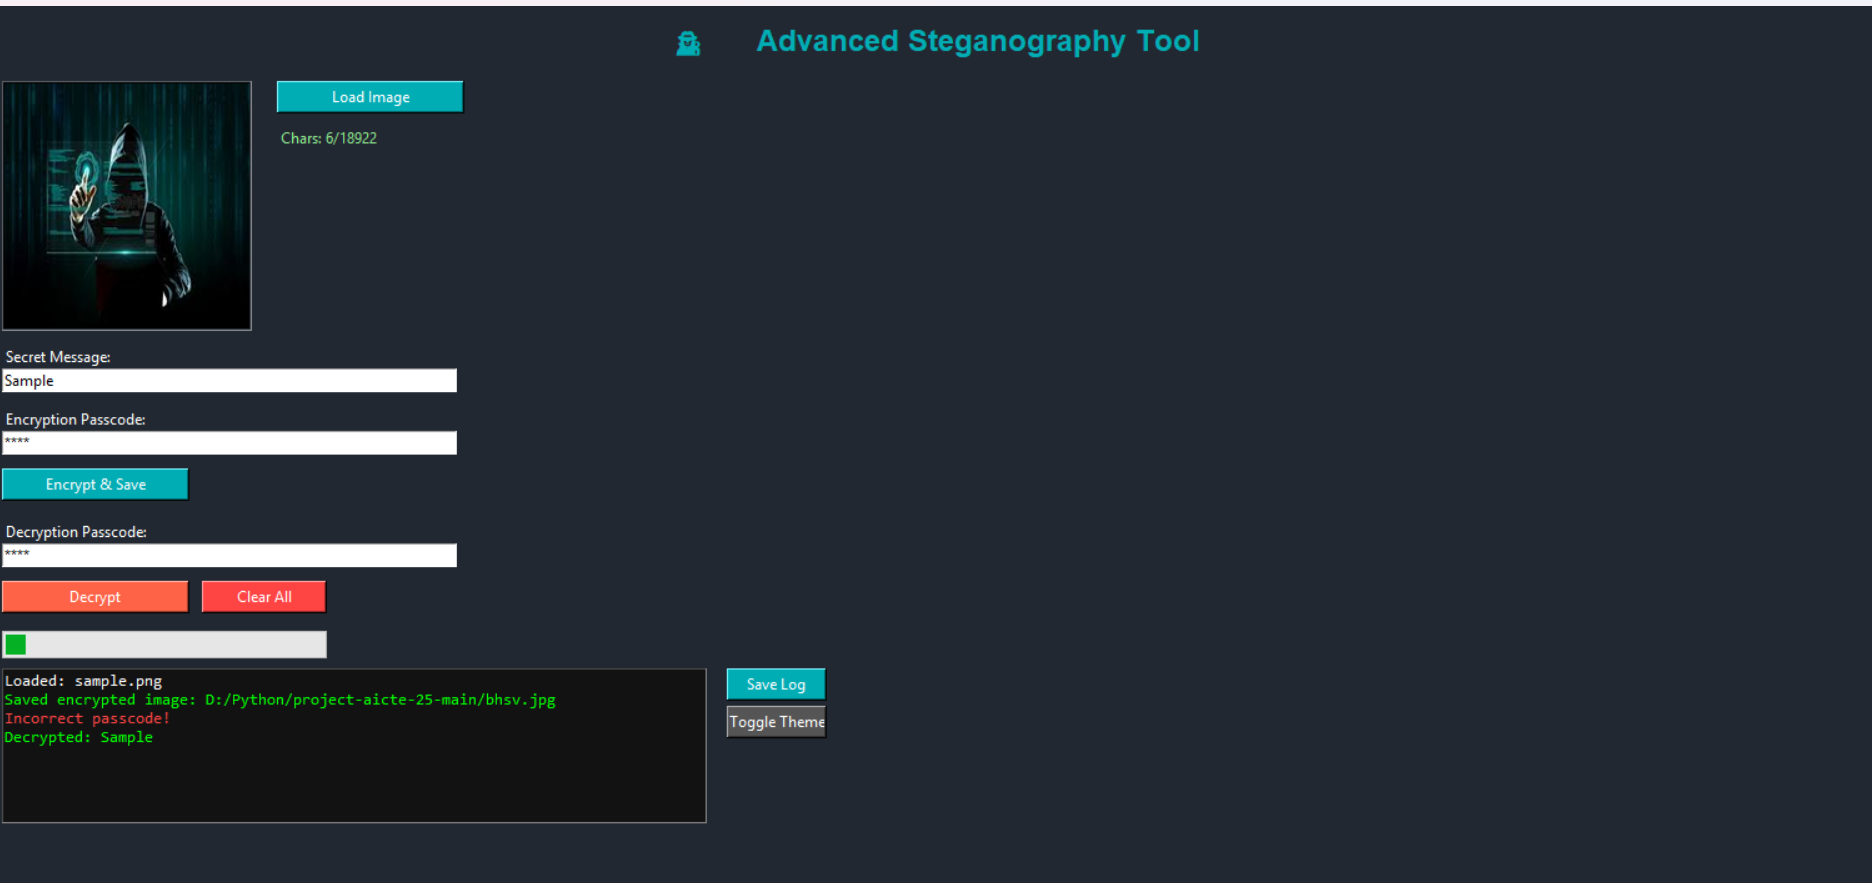 Advanced Steganography Tool
Load Image
Chars: 6/18922
Secret Message:
Sample
Encryption Passcode:
****
Encrypt & Save
Decryption Passcode:
****
Decrypt
Clear All
Loaded: sample.png
Saved encrypted image: D:/Python/project-aicte-25-main/bhsv.jpg
Incorrect passcode!
Decrypted: Sample
Save Log
Toggle Theme